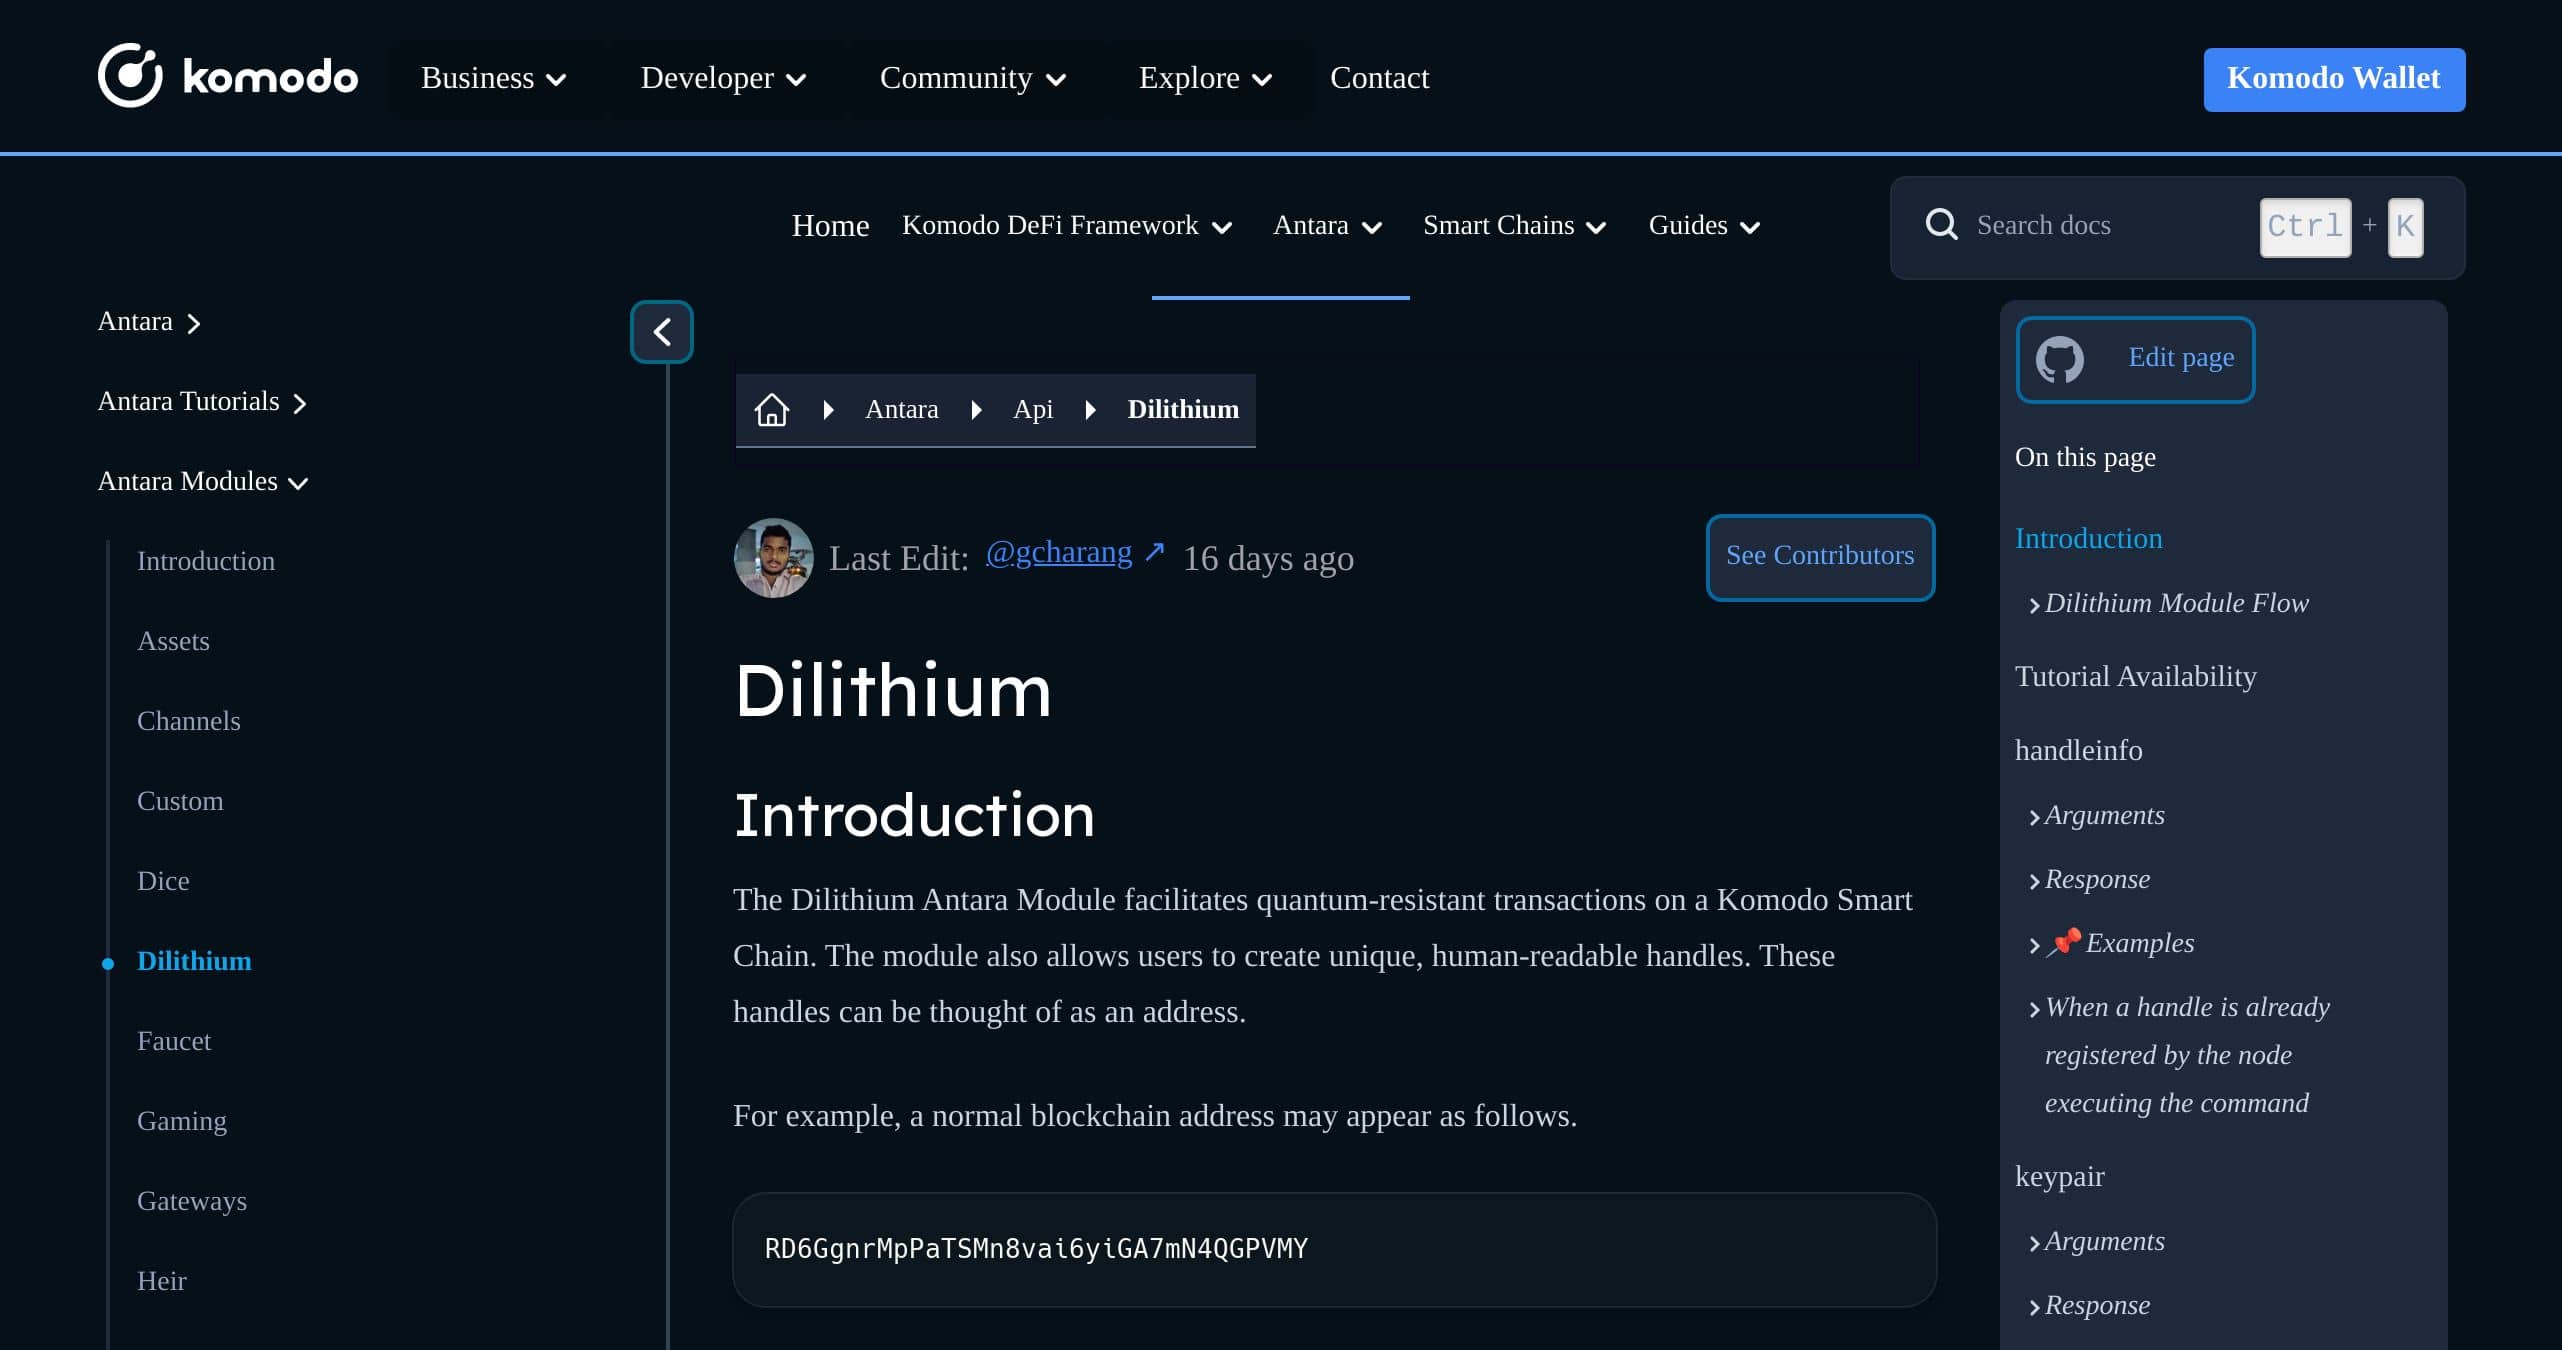 komodo
Business
Developer
Community
Explore
Contact
Komodo Wallet
Home
Komodo DeFi Framework
Antara
Smart Chains
Guides
Search docs
Ctrl + K
Antara
Antara Tutorials
Antara Modules
Introduction
Assets
Channels
Custom
Dice
Dilithium
Faucet
Gaming
Gateways
Heir
Antara
Api
Dilithium
Last Edit: @gcharang ↗ 16 days ago
See Contributors
Dilithium
Introduction
The Dilithium Antara Module facilitates quantum-resistant transactions on a Komodo Smart
Chain. The module also allows users to create unique, human-readable handles. These
handles can be thought of as an address.
For example, a normal blockchain address may appear as follows.
RD6GgnrMpPaTSMn8vai6yiGA7mN4QGPVMY
Edit page
On this page
Introduction
Dilithium Module Flow
Tutorial Availability
handleinfo
Arguments
Response
📌 Examples
When a handle is already
registered by the node
executing the command
keypair
Arguments
Response